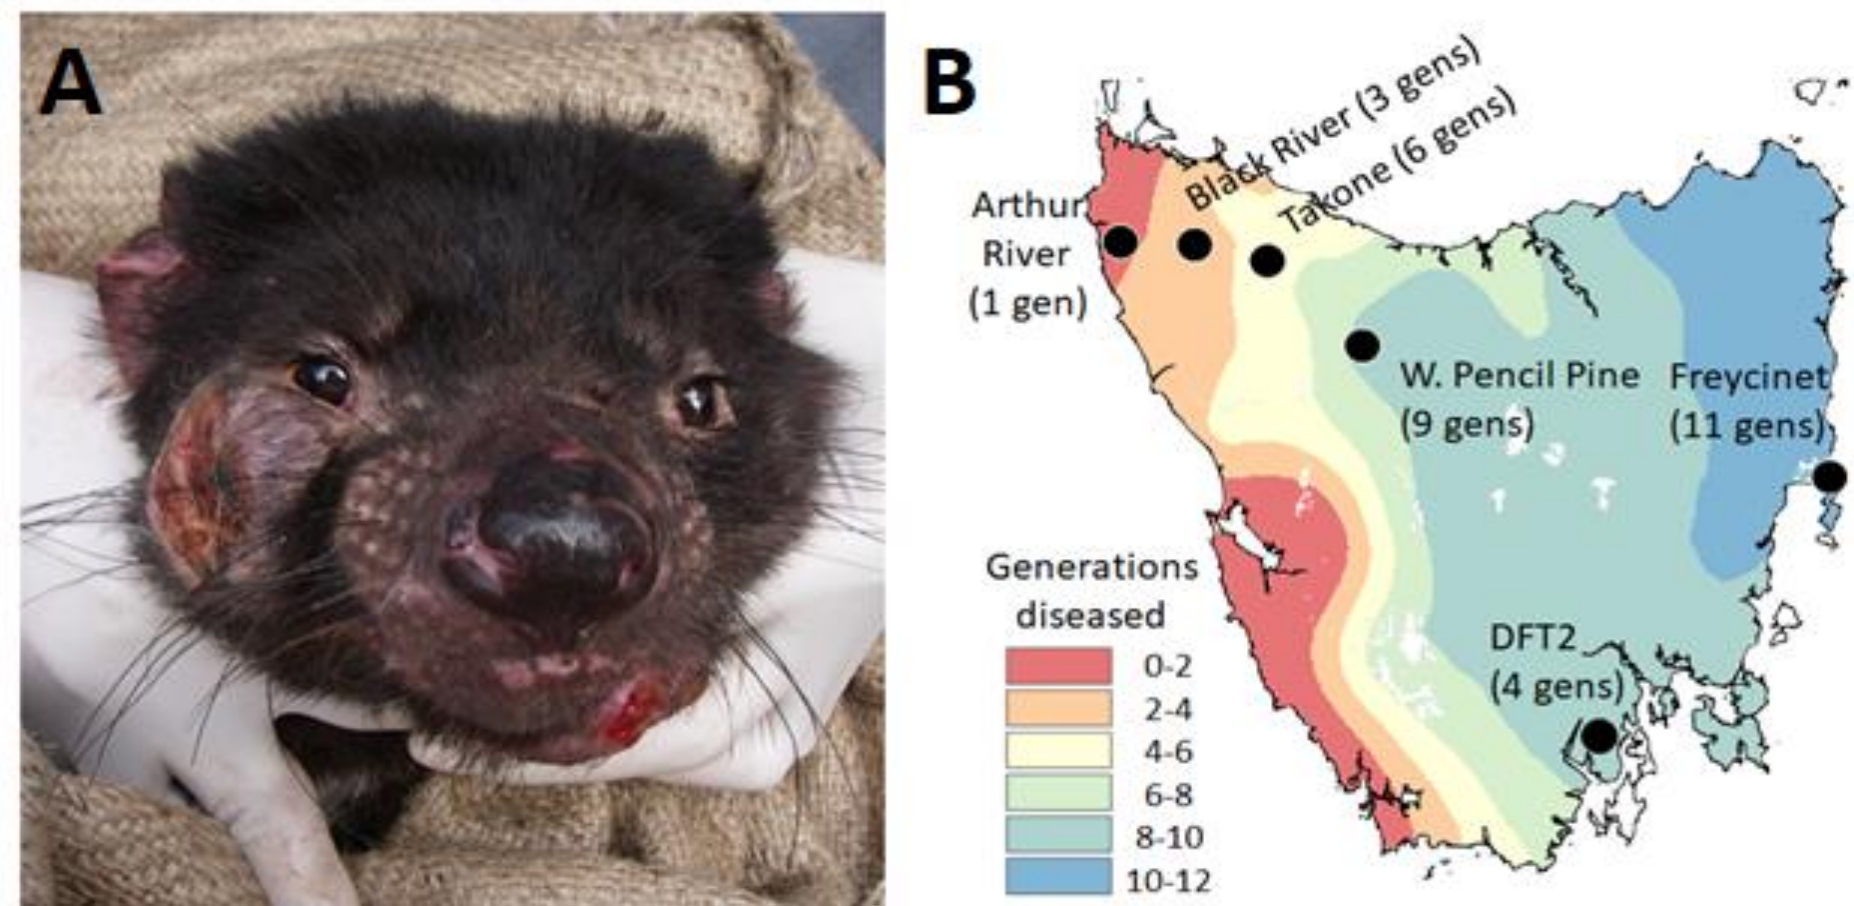 A
B
Black River (3 gens)
Takone (6 gens)
Arthur
River
(1 gen)
W. Pencil Pine
(9 gens)
Freycinet
(11 gens)
DFT2
(4 gens)
Generations
diseased
0-2
2-4
4-6
6-8
8-10
10-12